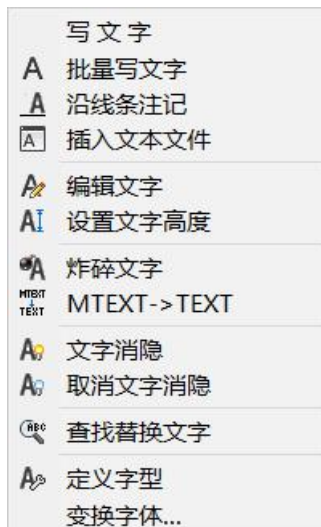 写 文 字
批量写文字
沿线条注记
插入文本文件
编辑文字
设置文字高度
炸碎文字
MTEXT->TEXT
文字消隐
取消文字消隐
查找替换文字
定义字型
变换字体...